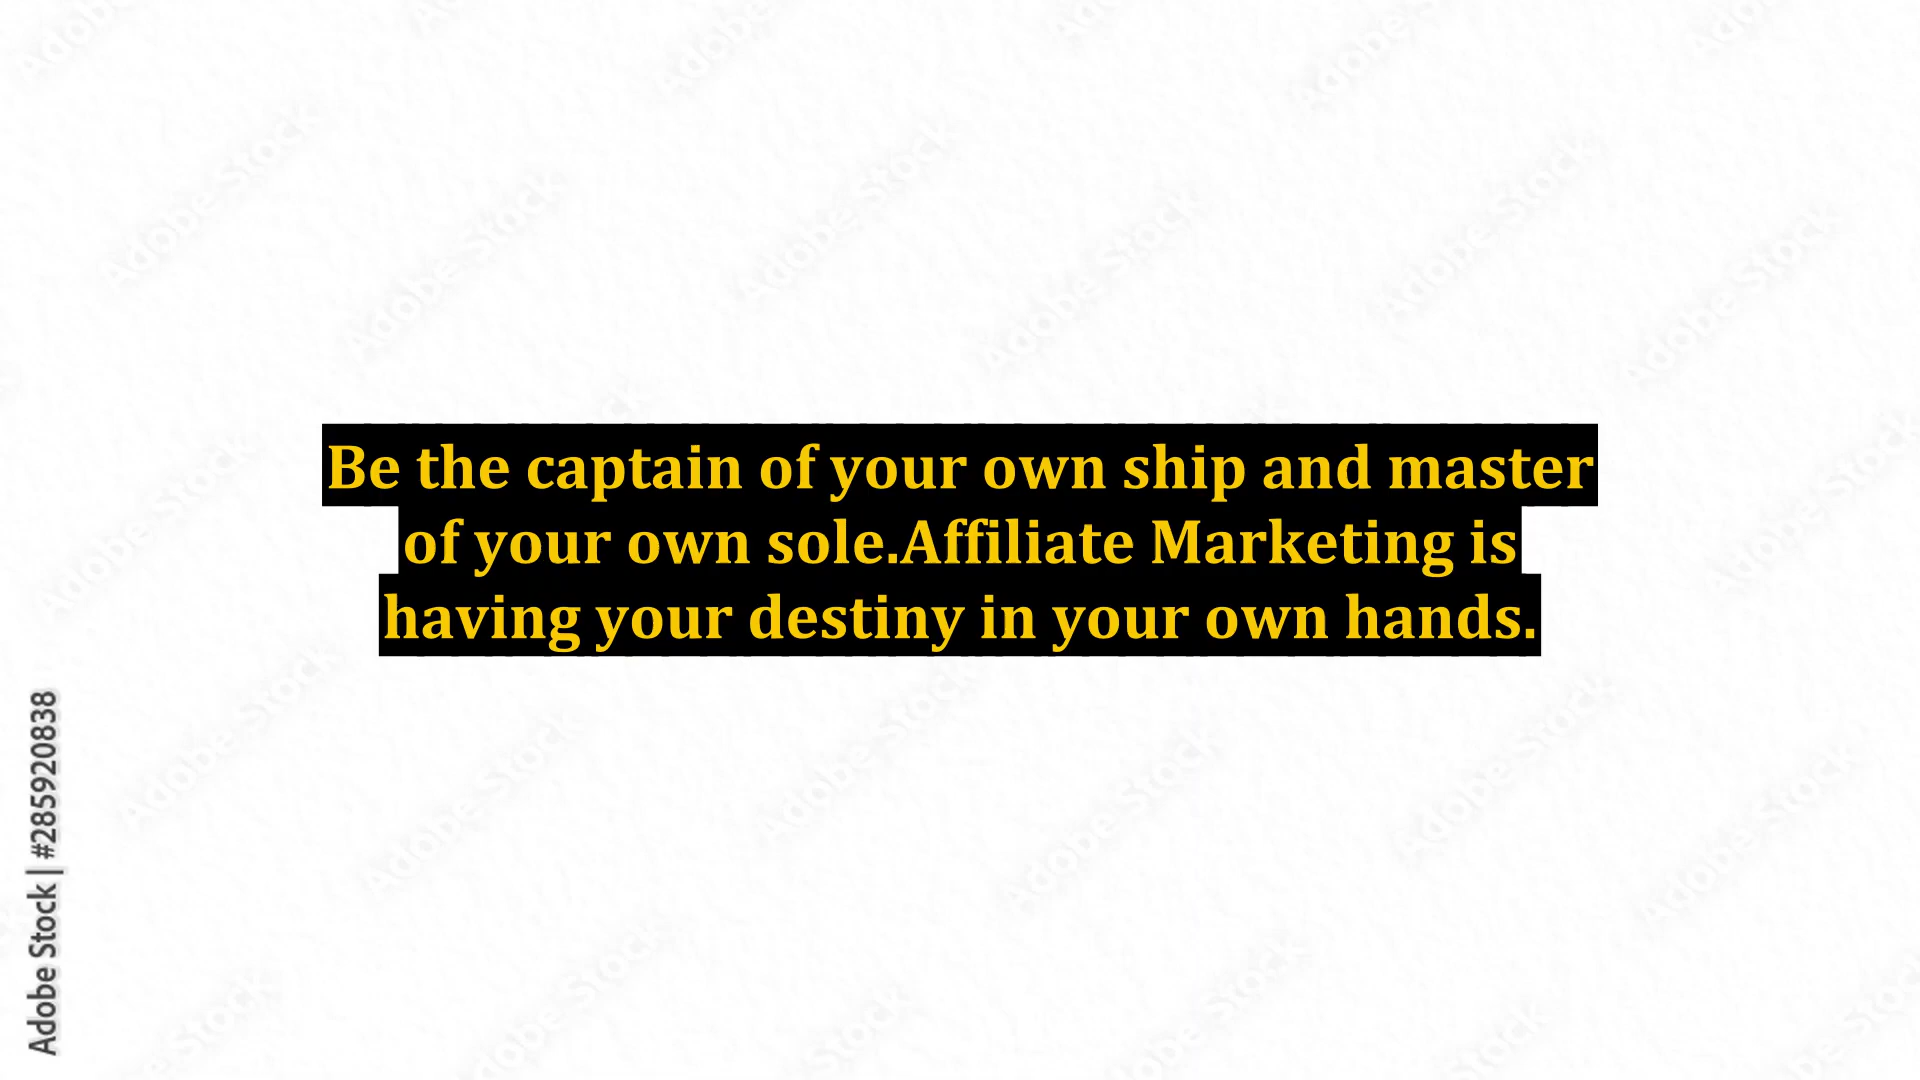 Be the captain of your own ship and master
of your own sole.Affiliate Marketing is
having your destiny in your own hands.
Adobe Stock | #285920838